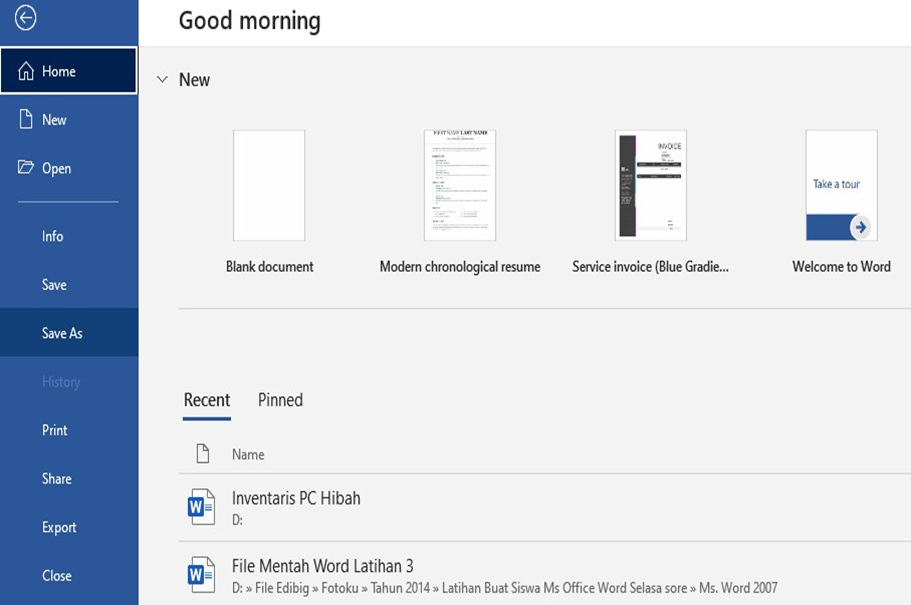 Good morning
Home
New
Open
Info
Save
Save As
History
Print
Share
Export
Close
New
FIRST NAME LAST NAME
INVOICE
Take a tour
Blank document
Modern chronological resume
Service invoice (Blue Gradie...
Welcome to Word
Recent
Pinned
Name
W
Inventaris PC Hibah
D:
W
File Mentah Word Latihan 3
D: » File Edibig » Fotoku » Tahun 2014 » Latihan Buat Siswa Ms Office Word Selasa sore » Ms. Word 2007